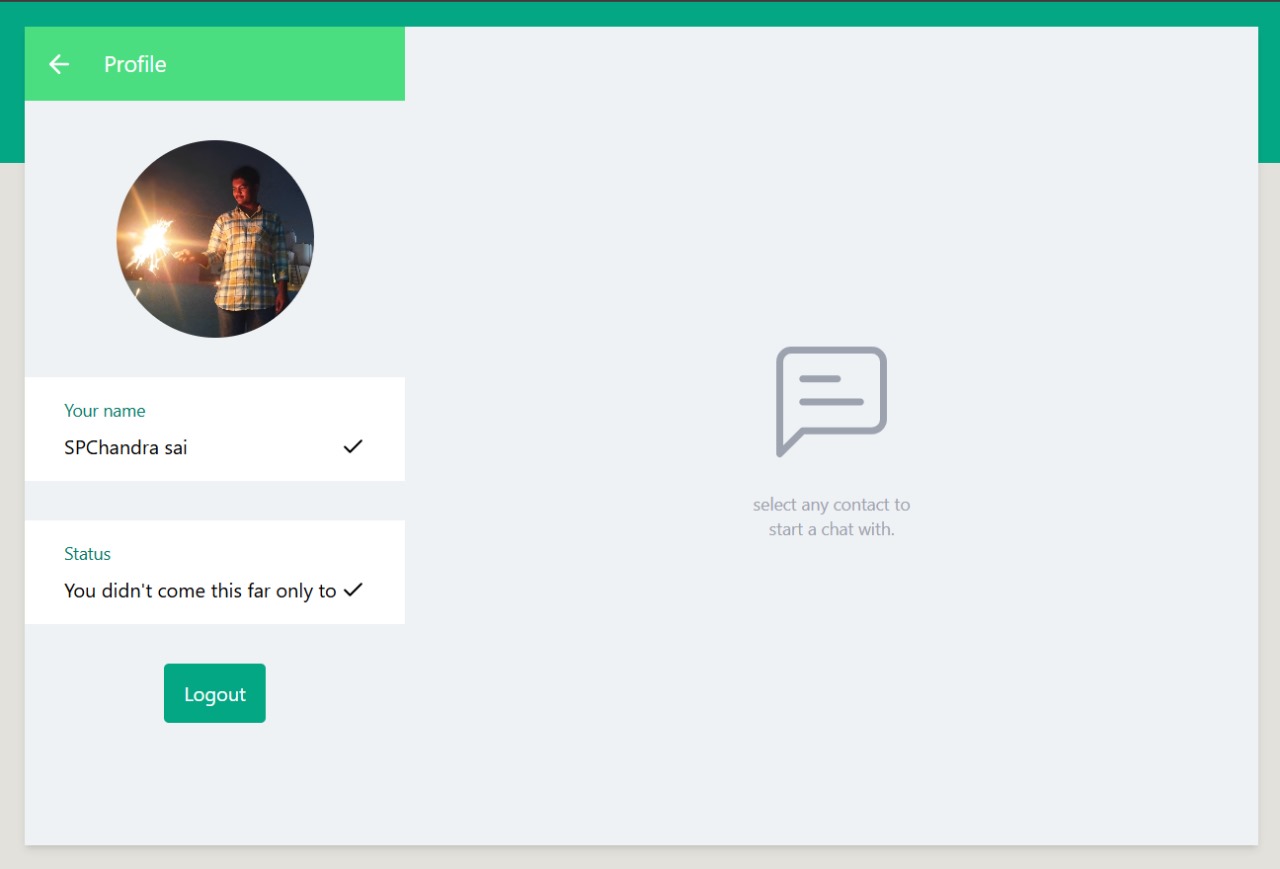 Profile
Your name
SPChandra sai
Status
You didn't come this far only to
Logout
select any contact to
start a chat with.